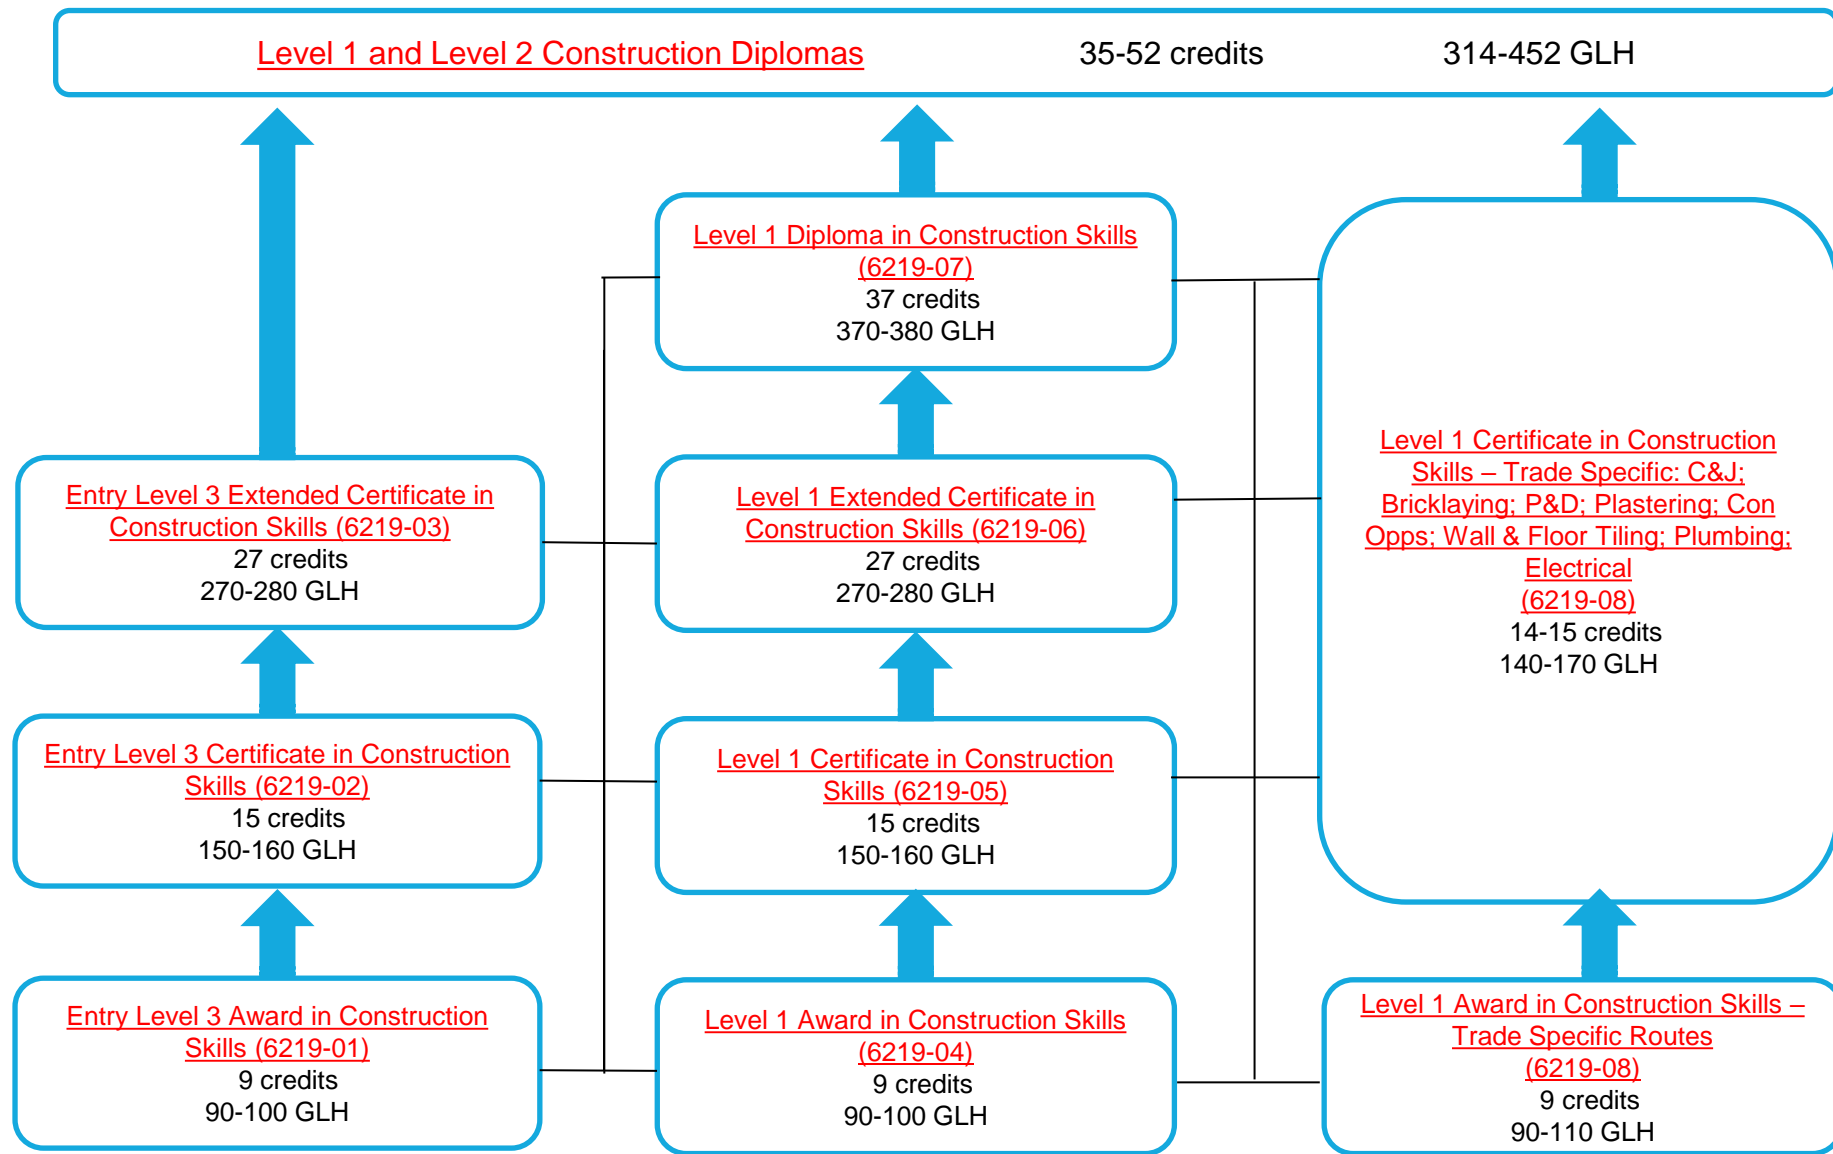 Level 1 and Level 2 Construction Diplomas 35-52 credits 314-452 GLH
Level 1 Diploma in Construction Skills
(6219-07)
37 credits
370-380 GLH
Entry Level 3 Extended Certificate in
Construction Skills (6219-03)
27 credits
270-280 GLH
Level 1 Extended Certificate in
Construction Skills (6219-06)
27 credits
270-280 GLH
Level 1 Certificate in Construction
Skills – Trade Specific: C&J;
Bricklaying; P&D; Plastering; Con
Opps; Wall & Floor Tiling; Plumbing;
Electrical
(6219-08)
14-15 credits
140-170 GLH
Entry Level 3 Certificate in Construction
Skills (6219-02)
15 credits
150-160 GLH
Level 1 Certificate in Construction
Skills (6219-05)
15 credits
150-160 GLH
Entry Level 3 Award in Construction
Skills (6219-01)
9 credits
90-100 GLH
Level 1 Award in Construction Skills
(6219-04)
9 credits
90-100 GLH
Level 1 Award in Construction Skills –
Trade Specific Routes
(6219-08)
9 credits
90-110 GLH